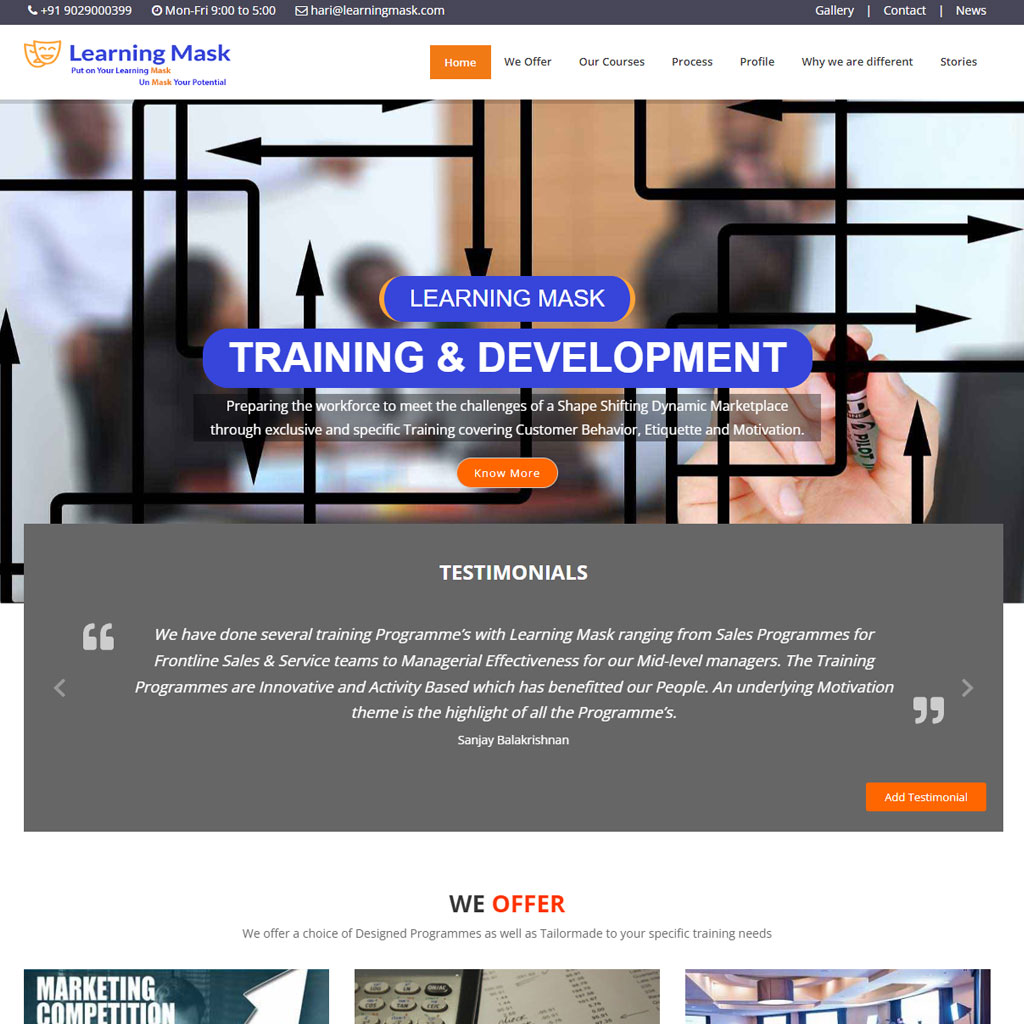 +91 9029000399 Mon-Fri 9:00 to 5:00 hari@learningmask.com Gallery | Contact | News
Learning Mask
Put on Your Learning Mask
Un Mask Your Potential
Home We Offer Our Courses Process Profile Why we are different Stories
LEARNING MASK
TRAINING & DEVELOPMENT
Preparing the workforce to meet the challenges of a Shape Shifting Dynamic Marketplace
through exclusive and specific Training covering Customer Behavior, Etiquette and Motivation.
PILOT
Know More
TESTIMONIALS
“
We have done several training Programme’s with Learning Mask ranging from Sales Programmes for
Frontline Sales & Service teams to Managerial Effectiveness for our Mid-level managers. The Training
Programmes are Innovative and Activity Based which has benefitted our People. An underlying Motivation
theme is the highlight of all the Programme’s.
”
Sanjay Balakrishnan
Add Testimonial
WE OFFER
We offer a choice of Designed Programmes as well as Tailormade to your specific training needs
MARKETING
COMPETITION